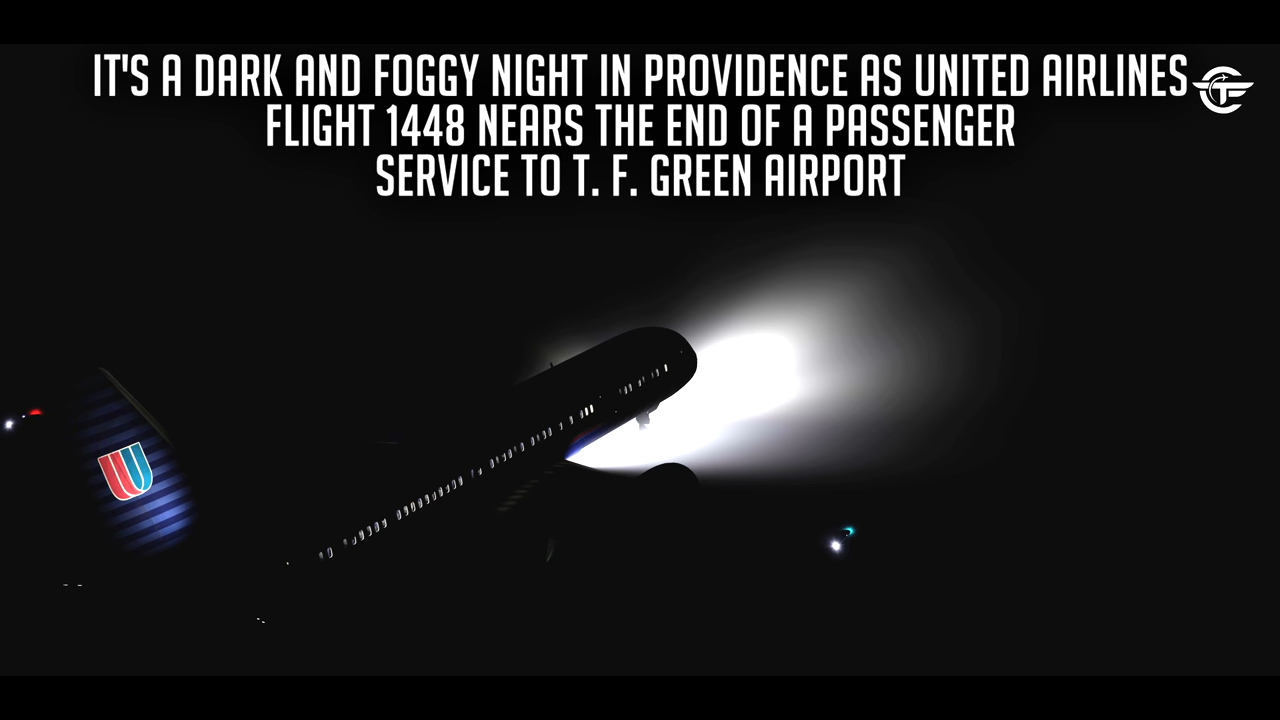 IT'S A DARK AND FOGGY NIGHT IN PROVIDENCE AS UNITED AIRLINES
FLIGHT 1448 NEARS THE END OF A PASSENGER
SERVICE TO T. F. GREEN AIRPORT